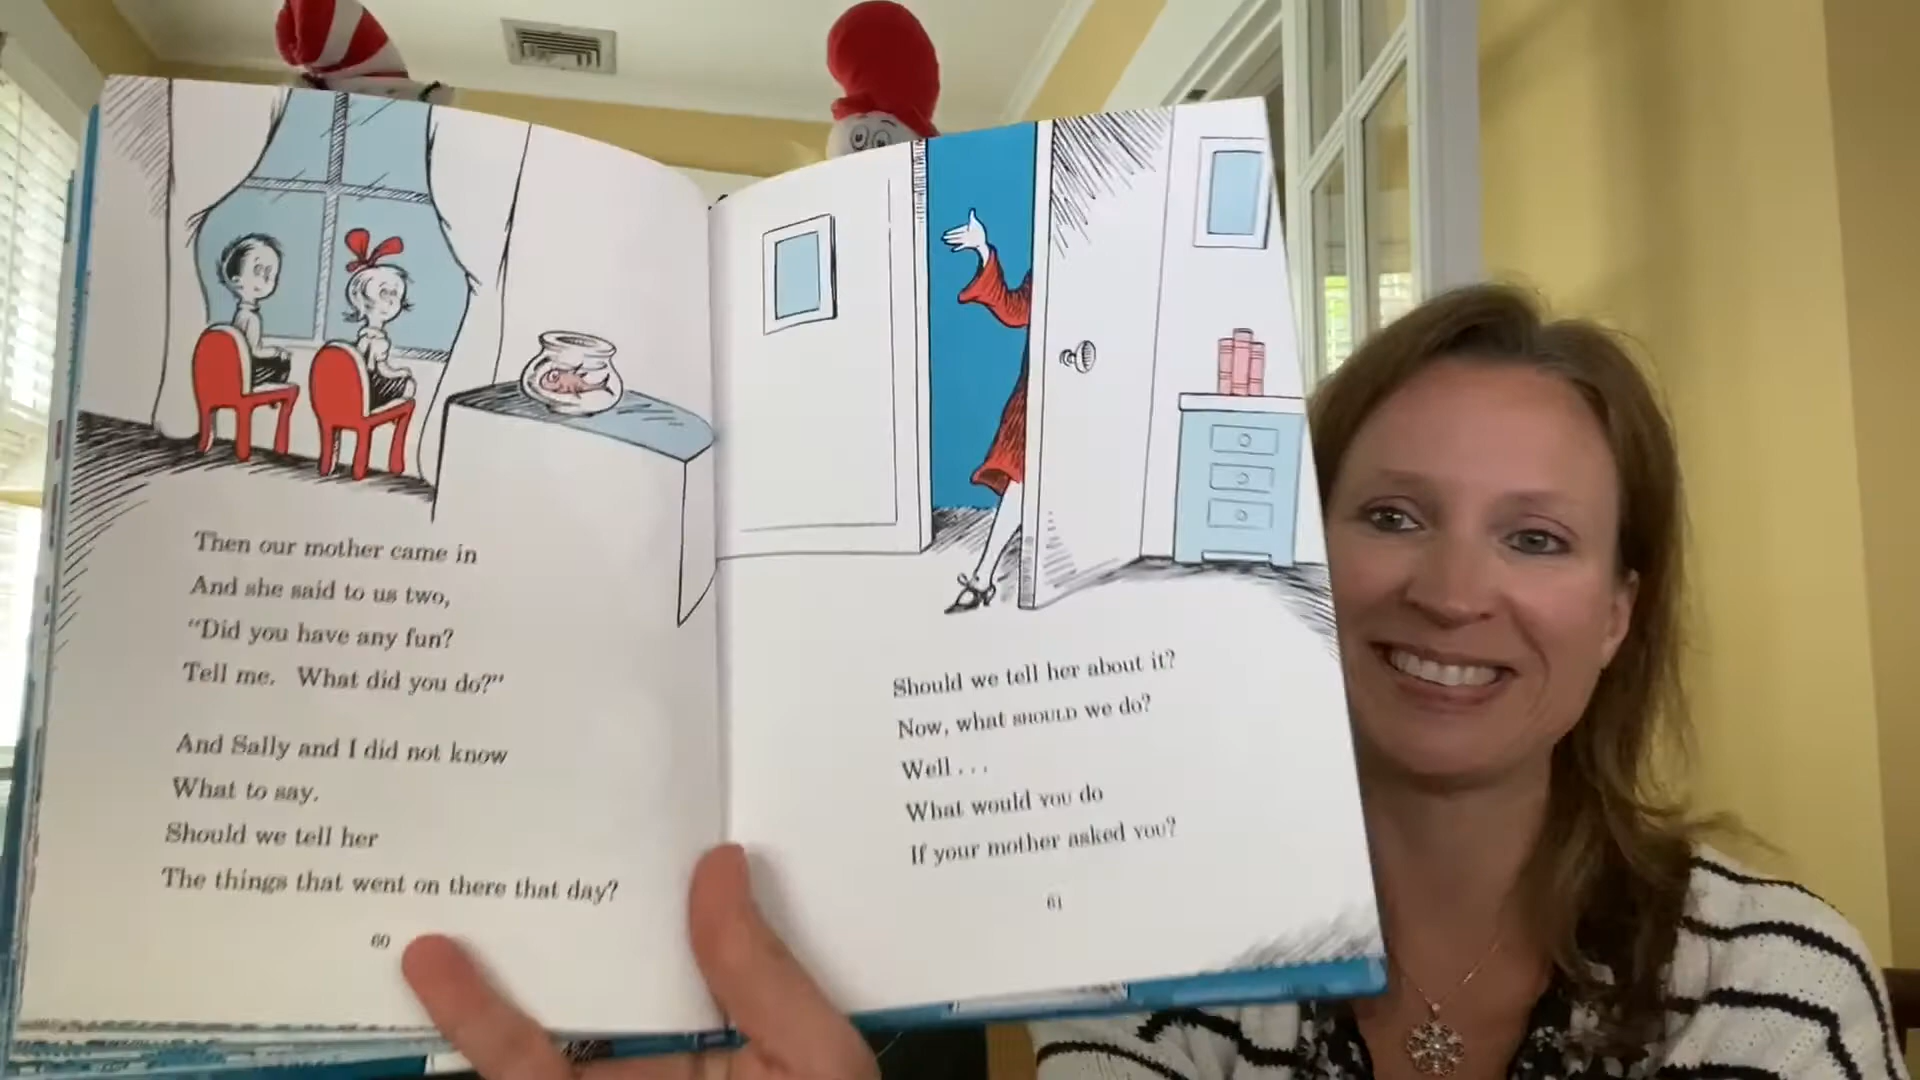 Then our mother came in
And she said to us two,
“Did you have any fun?
Tell me. What did you do?”
And Sally and I did not know
What to say.
Should we tell her
The things that went on there that day?
60
Should we tell her about it?
Now, what SHOULD we do?
Well . . .
What would YOU do
If your mother asked YOU?
61